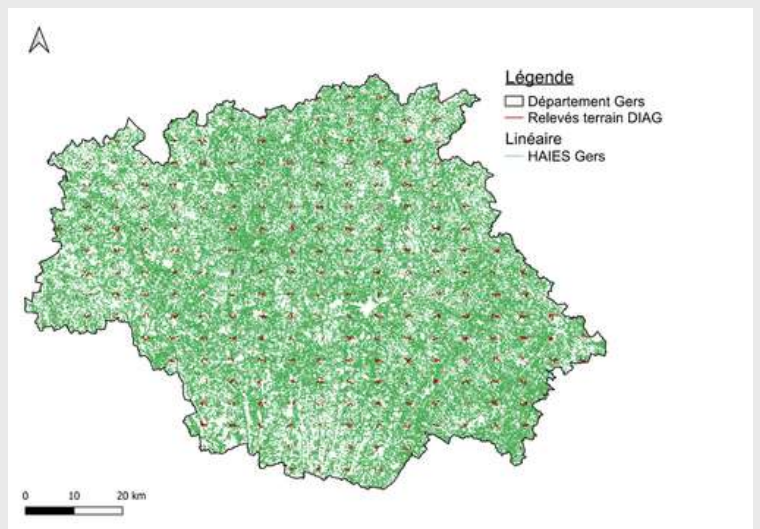 Légende
Département Gers
Relevés terrain DIAG
Linéaire
HAIES Gers
0 10 20 km